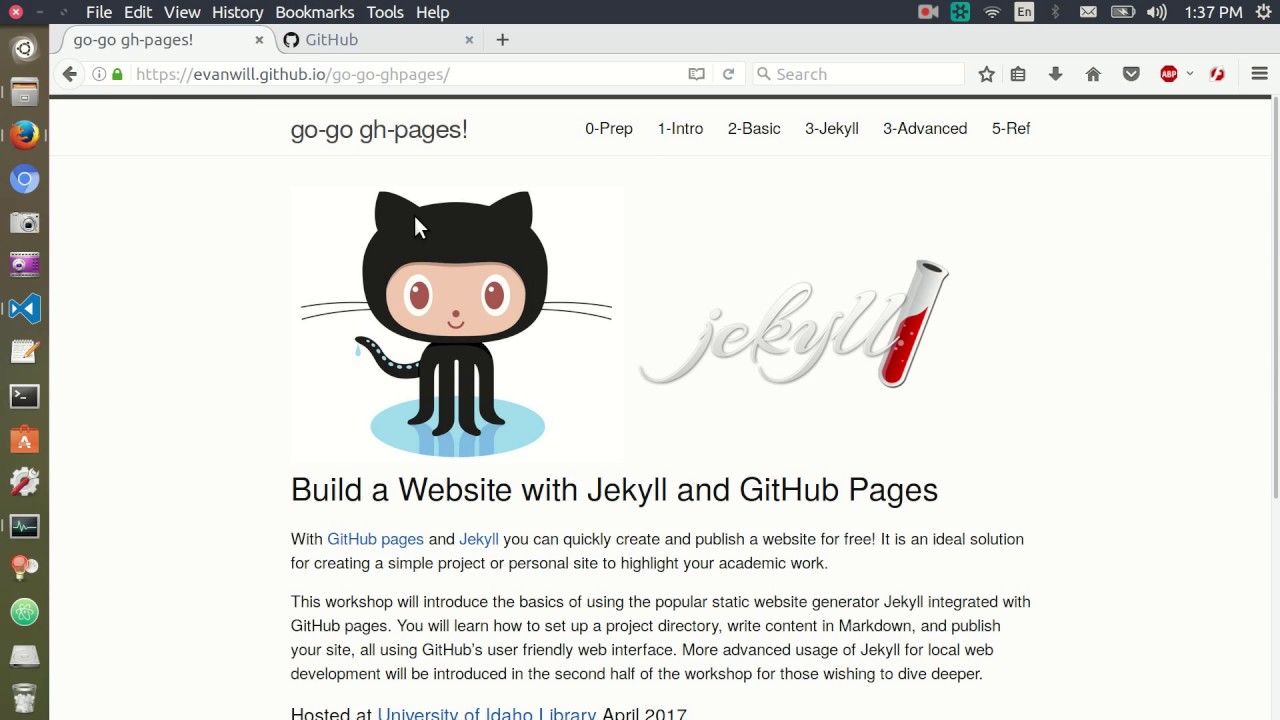 File Edit View History Bookmarks Tools Help
En
1:37 PM
go-go gh-pages!
GitHub
https://evanwill.github.io/go-go-ghpages/
Search
ABP
go-go gh-pages!
0-Prep 1-Intro 2-Basic 3-Jekyll 3-Advanced 5-Ref
jekyll
Build a Website with Jekyll and GitHub Pages
With GitHub pages and Jekyll you can quickly create and publish a website for free! It is an ideal solution
for creating a simple project or personal site to highlight your academic work.
This workshop will introduce the basics of using the popular static website generator Jekyll integrated with
GitHub pages. You will learn how to set up a project directory, write content in Markdown, and publish
your site, all using GitHub's user friendly web interface. More advanced usage of Jekyll for local web
development will be introduced in the second half of the workshop for those wishing to dive deeper.
Hosted at University of Idaho Library April 2017